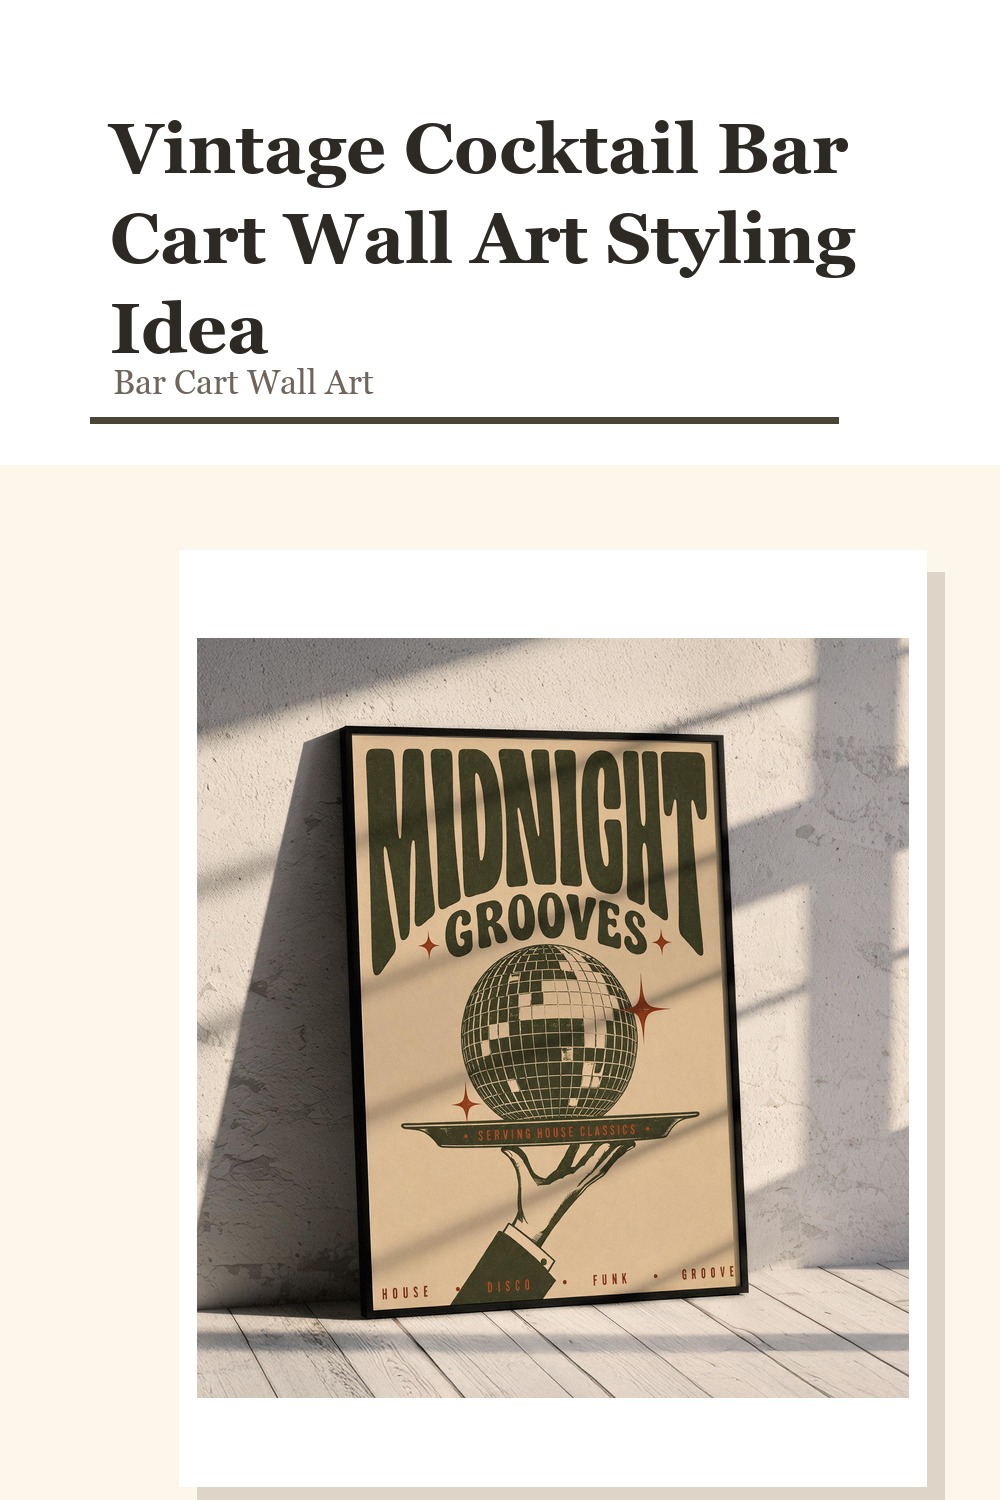 Vintage Cocktail Bar
Cart Wall Art Styling
Idea
Bar Cart Wall Art
MIDNIGHT
GROOVES
• SERVING HOUSE CLASSICS •
HOUSE • DISCO • FUNK • GROOVE